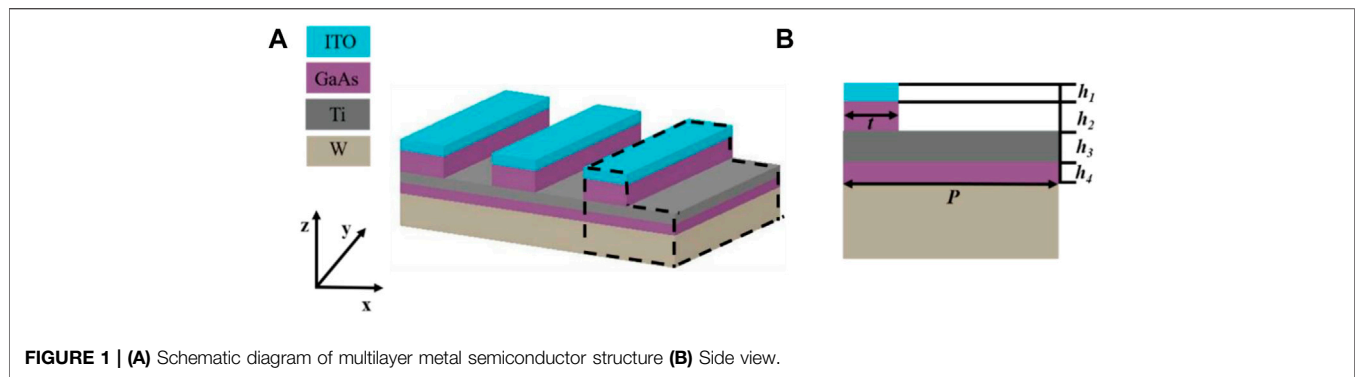 A
ITO
GaAs
Ti
W
z
y
x
B
h1
h2
h3
h4
t
P
FIGURE 1 | (A) Schematic diagram of multilayer metal semiconductor structure (B) Side view.